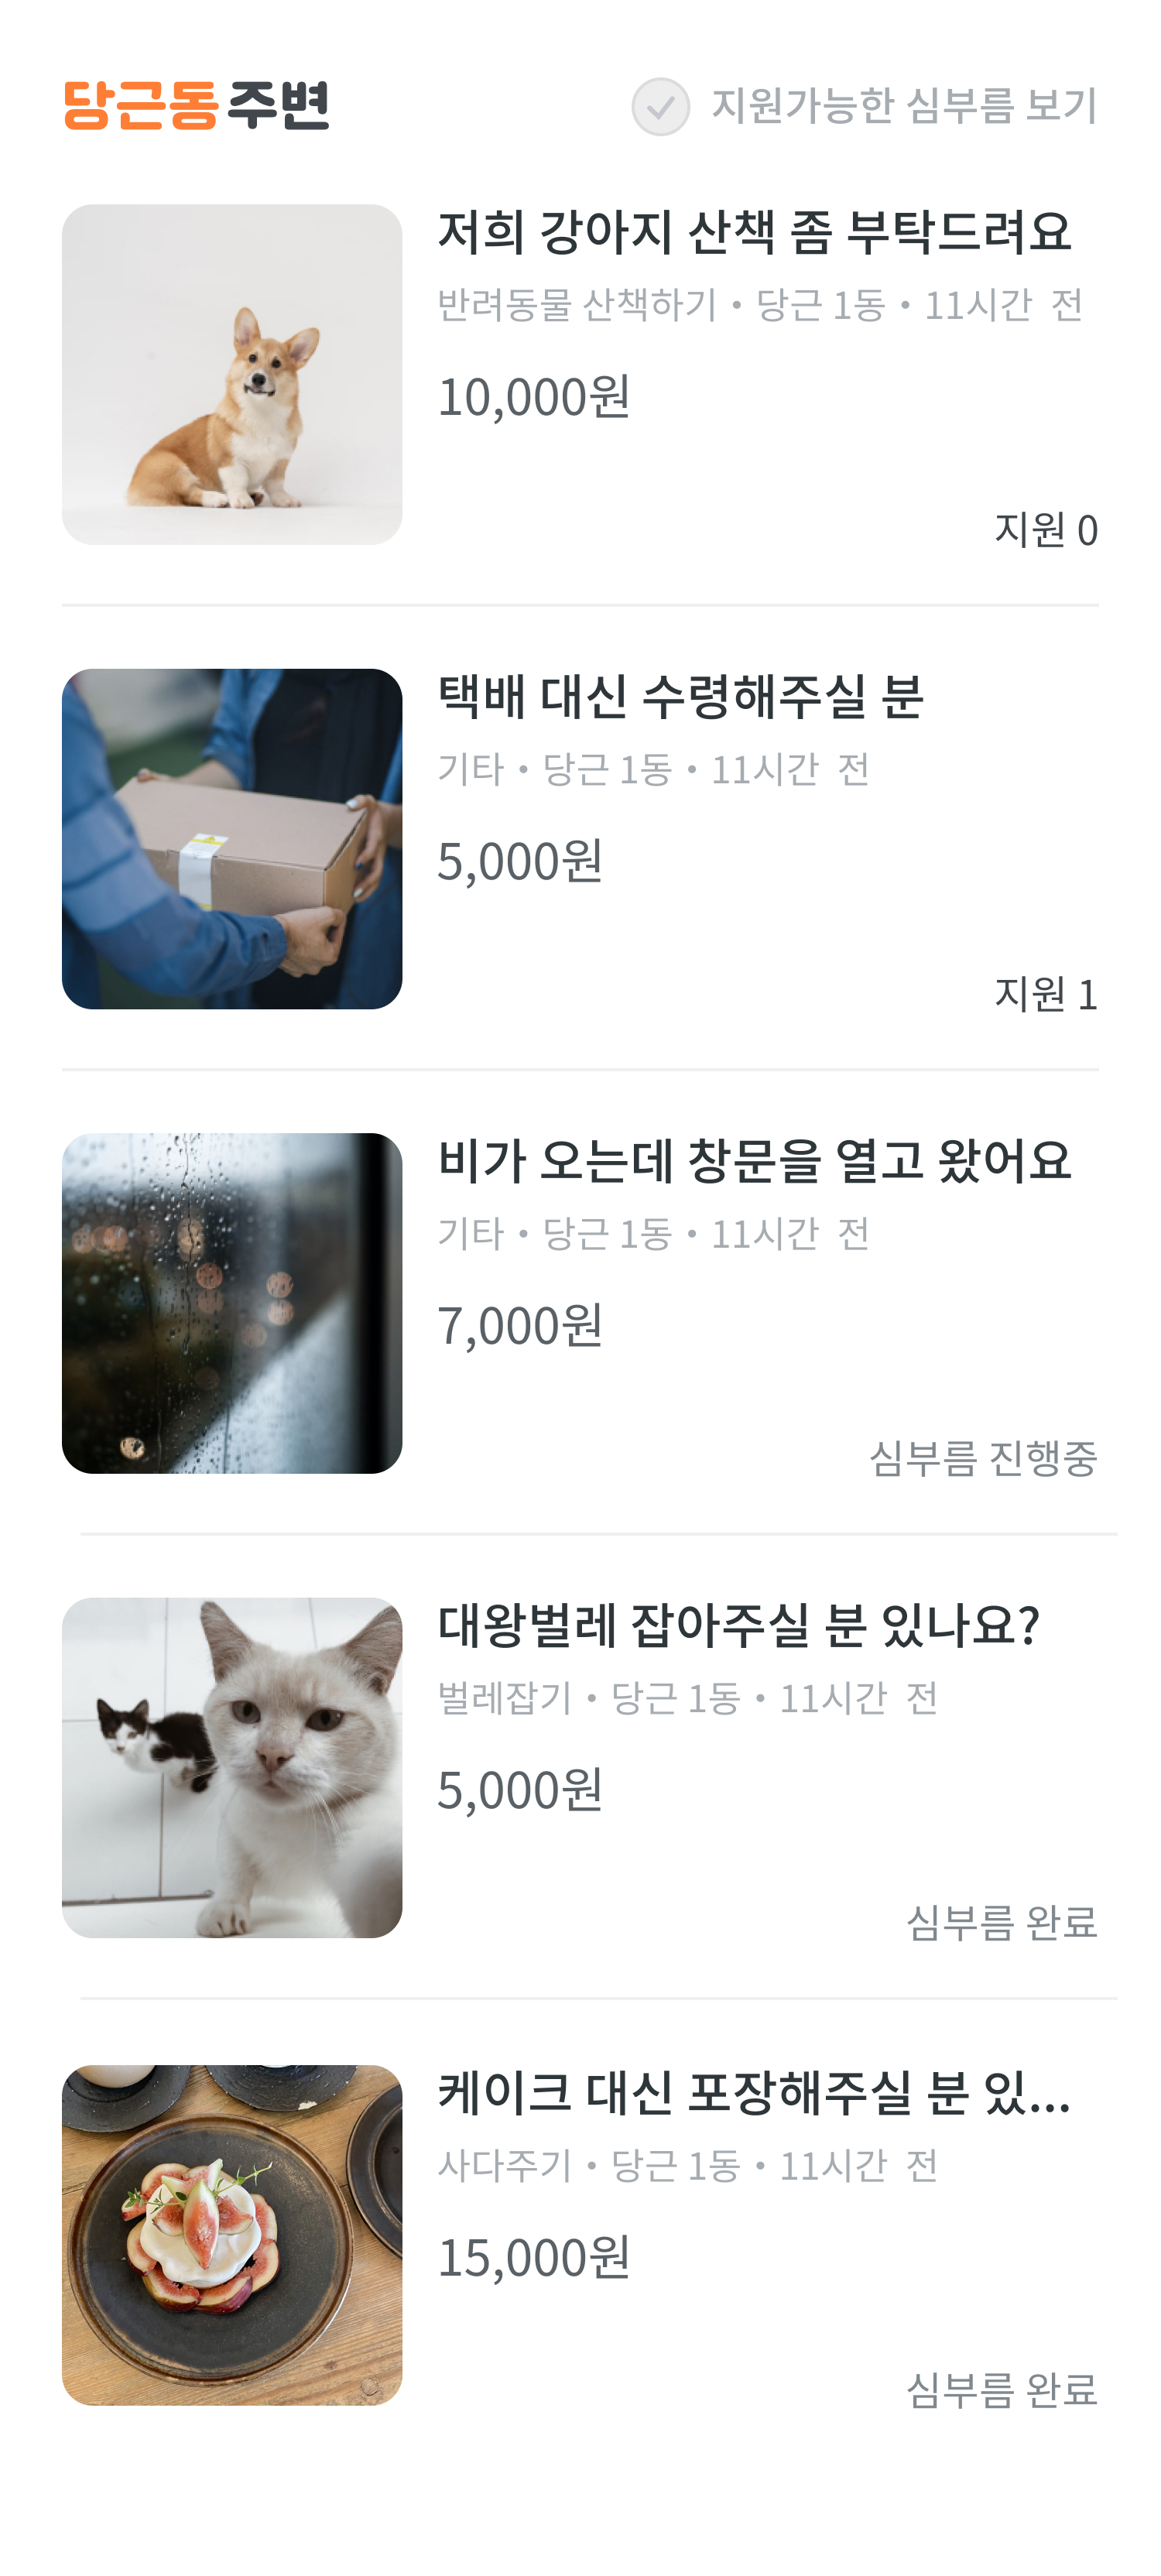 당근동 주변
지원가능한 심부름 보기
저희 강아지 산책 좀 부탁드려요
반려동물 산책하기 • 당근 1동 • 11시간 전
10,000원
지원 0
택배 대신 수령해주실 분
기타 • 당근 1동 • 11시간 전
5,000원
지원 1
비가 오는데 창문을 열고 왔어요
기타 • 당근 1동 • 11시간 전
7,000원
심부름 진행중
대왕벌레 잡아주실 분 있나요?
벌레잡기 • 당근 1동 • 11시간 전
5,000원
심부름 완료
케이크 대신 포장해주실 분 있...
사다주기 • 당근 1동 • 11시간 전
15,000원
심부름 완료